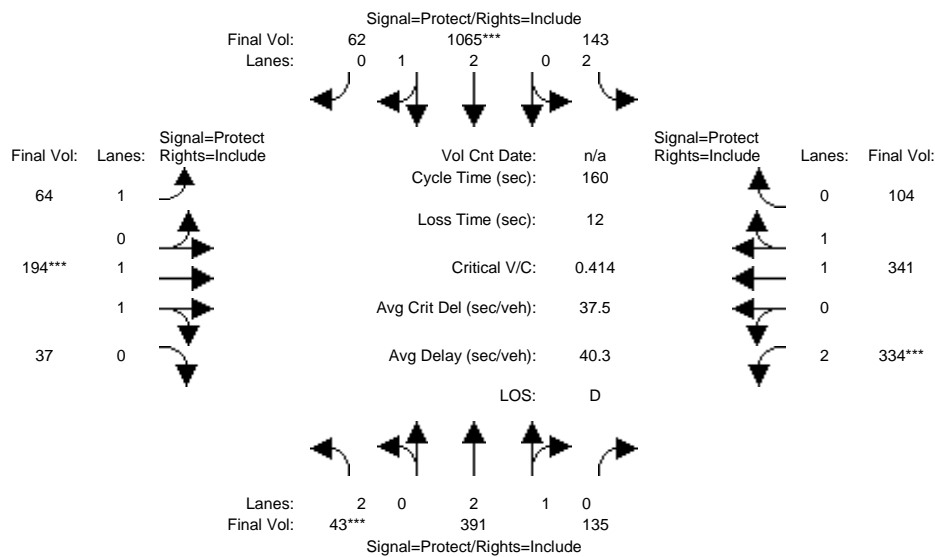 Signal=Protect/Rights=Include
Final Vol: 62 1065*** 143
Lanes: 0 1 2 0 2
Signal=Protect
Final Vol: Lanes: Rights=Include
Vol Cnt Date: n/a
Signal=Protect
Rights=Include Lanes: Final Vol:
Cycle Time (sec): 160
64 1
0 104
Loss Time (sec): 12
0
1
194*** 1
Critical V/C: 0.414
1 341
1
Avg Crit Del (sec/veh): 37.5
0
37 0
Avg Delay (sec/veh): 40.3
2 334***
LOS: D
Lanes: 2 0 2 1 0
Final Vol: 43*** 391 135
Signal=Protect/Rights=Include